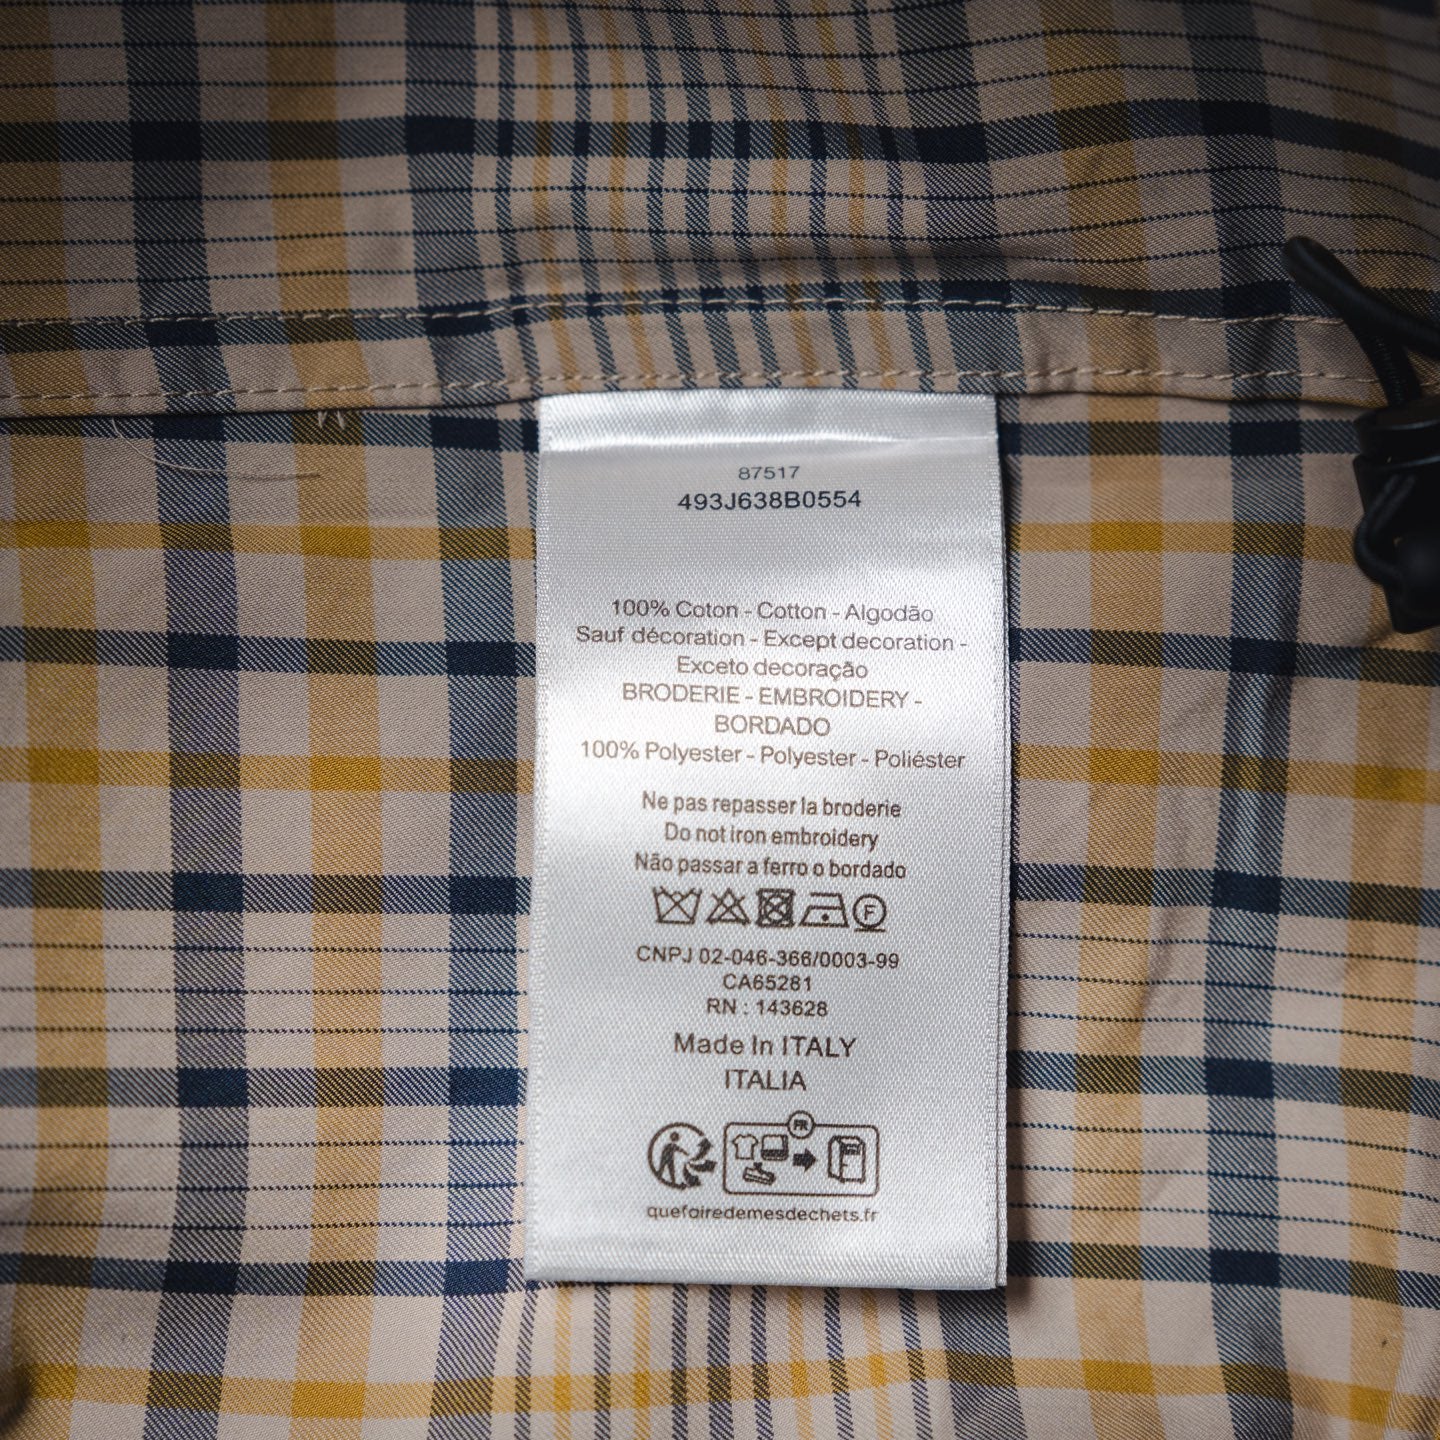 87517
493J638B0554
100% Coton - Cotton - Algodão
Sauf décoration - Except decoration -
Exceto decoração
BRODERIE - EMBROIDERY -
BORDADO
100% Polyester - Polyester - Poliéster
Ne pas repasser la broderie
Do not iron embroidery
Não passar a ferro o bordado
F
CNPJ 02-046-366/0003-99
CA65281
RN : 143628
Made In ITALY
ITALIA
FR
quefairedemesdechets.fr